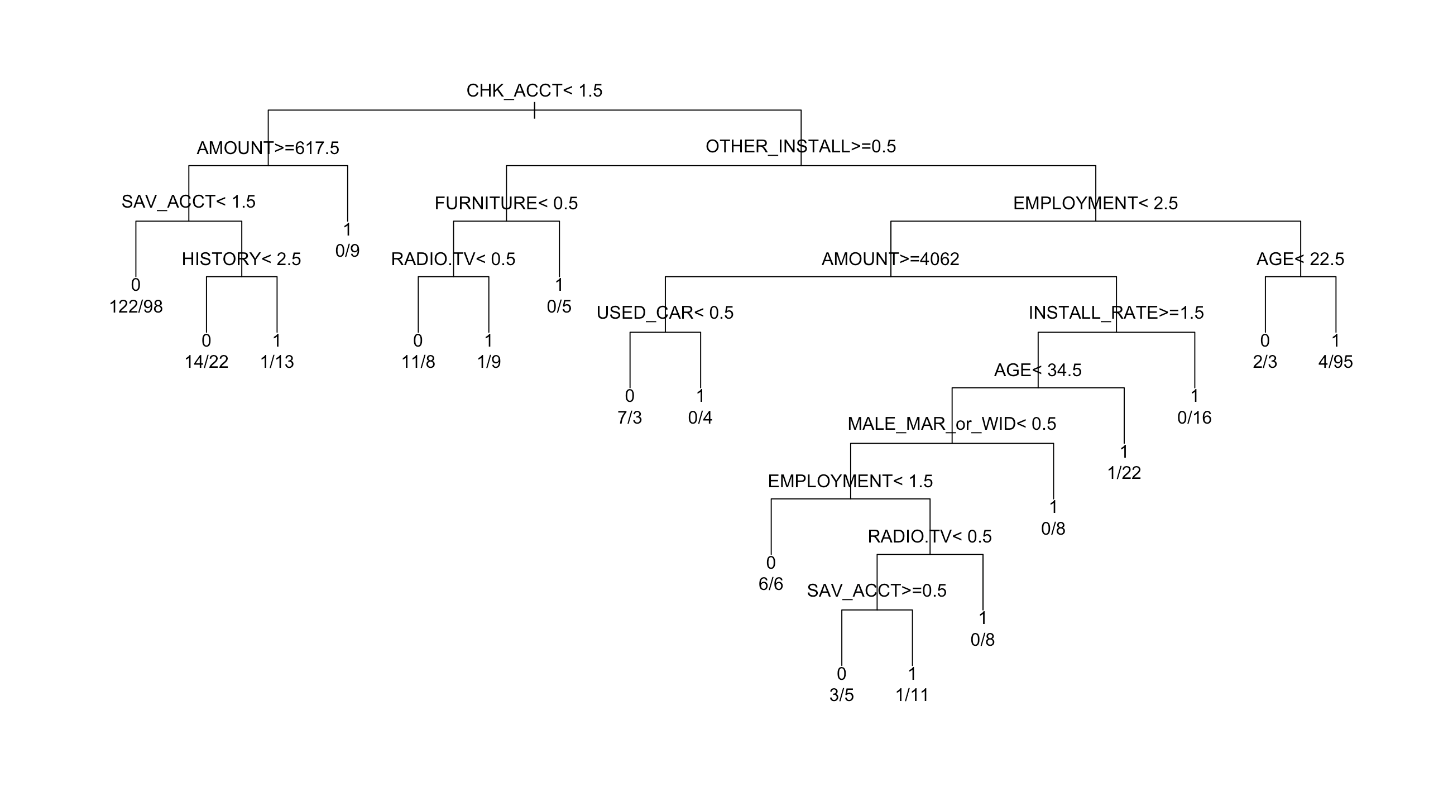 CHK_ACCT< 1.5
AMOUNT>=617.5
OTHER_INSTALL>=0.5
SAV_ACCT< 1.5
FURNITURE< 0.5
EMPLOYMENT< 2.5
1
0/9
HISTORY< 2.5
RADIO.TV< 0.5
AMOUNT>=4062
AGE< 22.5
0
122/98
1
0/5
USED_CAR< 0.5
INSTALL_RATE>=1.5
0
14/22
1
1/13
0
11/8
1
1/9
0
2/3
1
4/95
AGE< 34.5
0
7/3
1
0/4
1
0/16
MALE_MAR_or_WID< 0.5
1
1/22
EMPLOYMENT< 1.5
1
0/8
RADIO.TV< 0.5
0
6/6
SAV_ACCT>=0.5
1
0/8
0
3/5
1
1/11